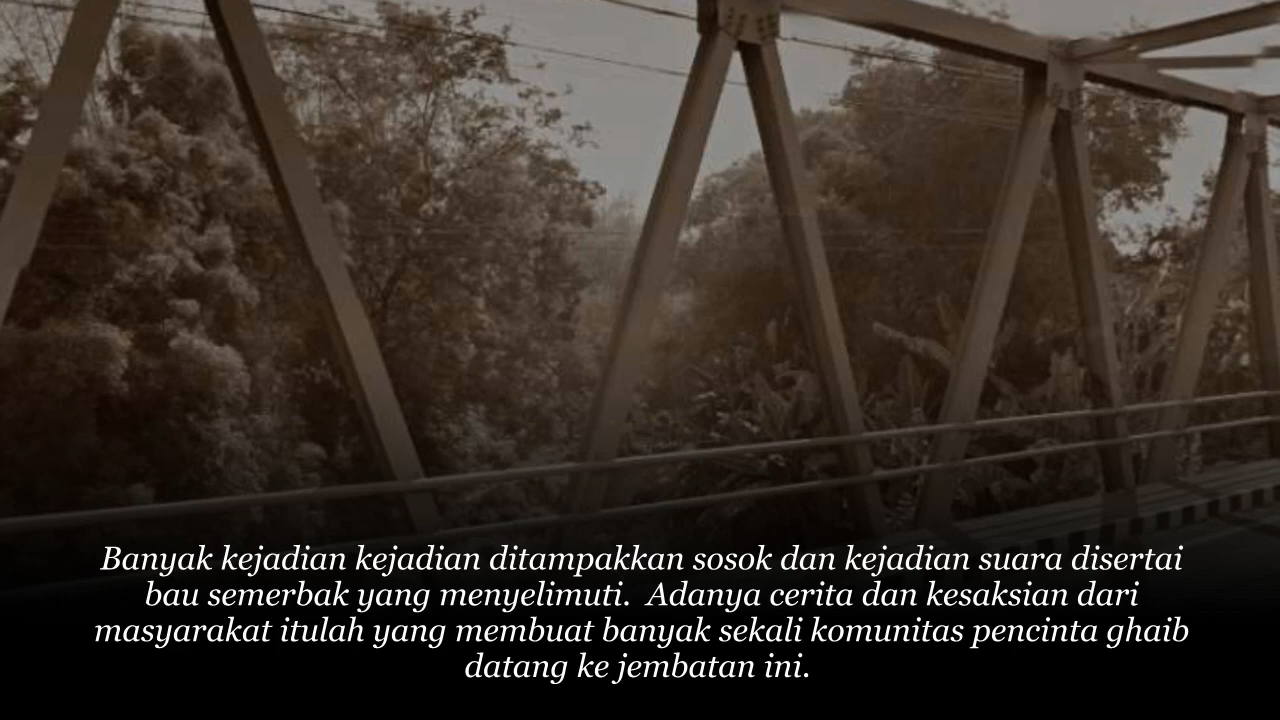 Banyak kejadian kejadian ditampakkan sosok dan kejadian suara disertai
bau semerbak yang menyelimuti.  Adanya cerita dan kesaksian dari
masyarakat itulah yang membuat banyak sekali komunitas pencinta ghaib
datang ke jembatan ini.